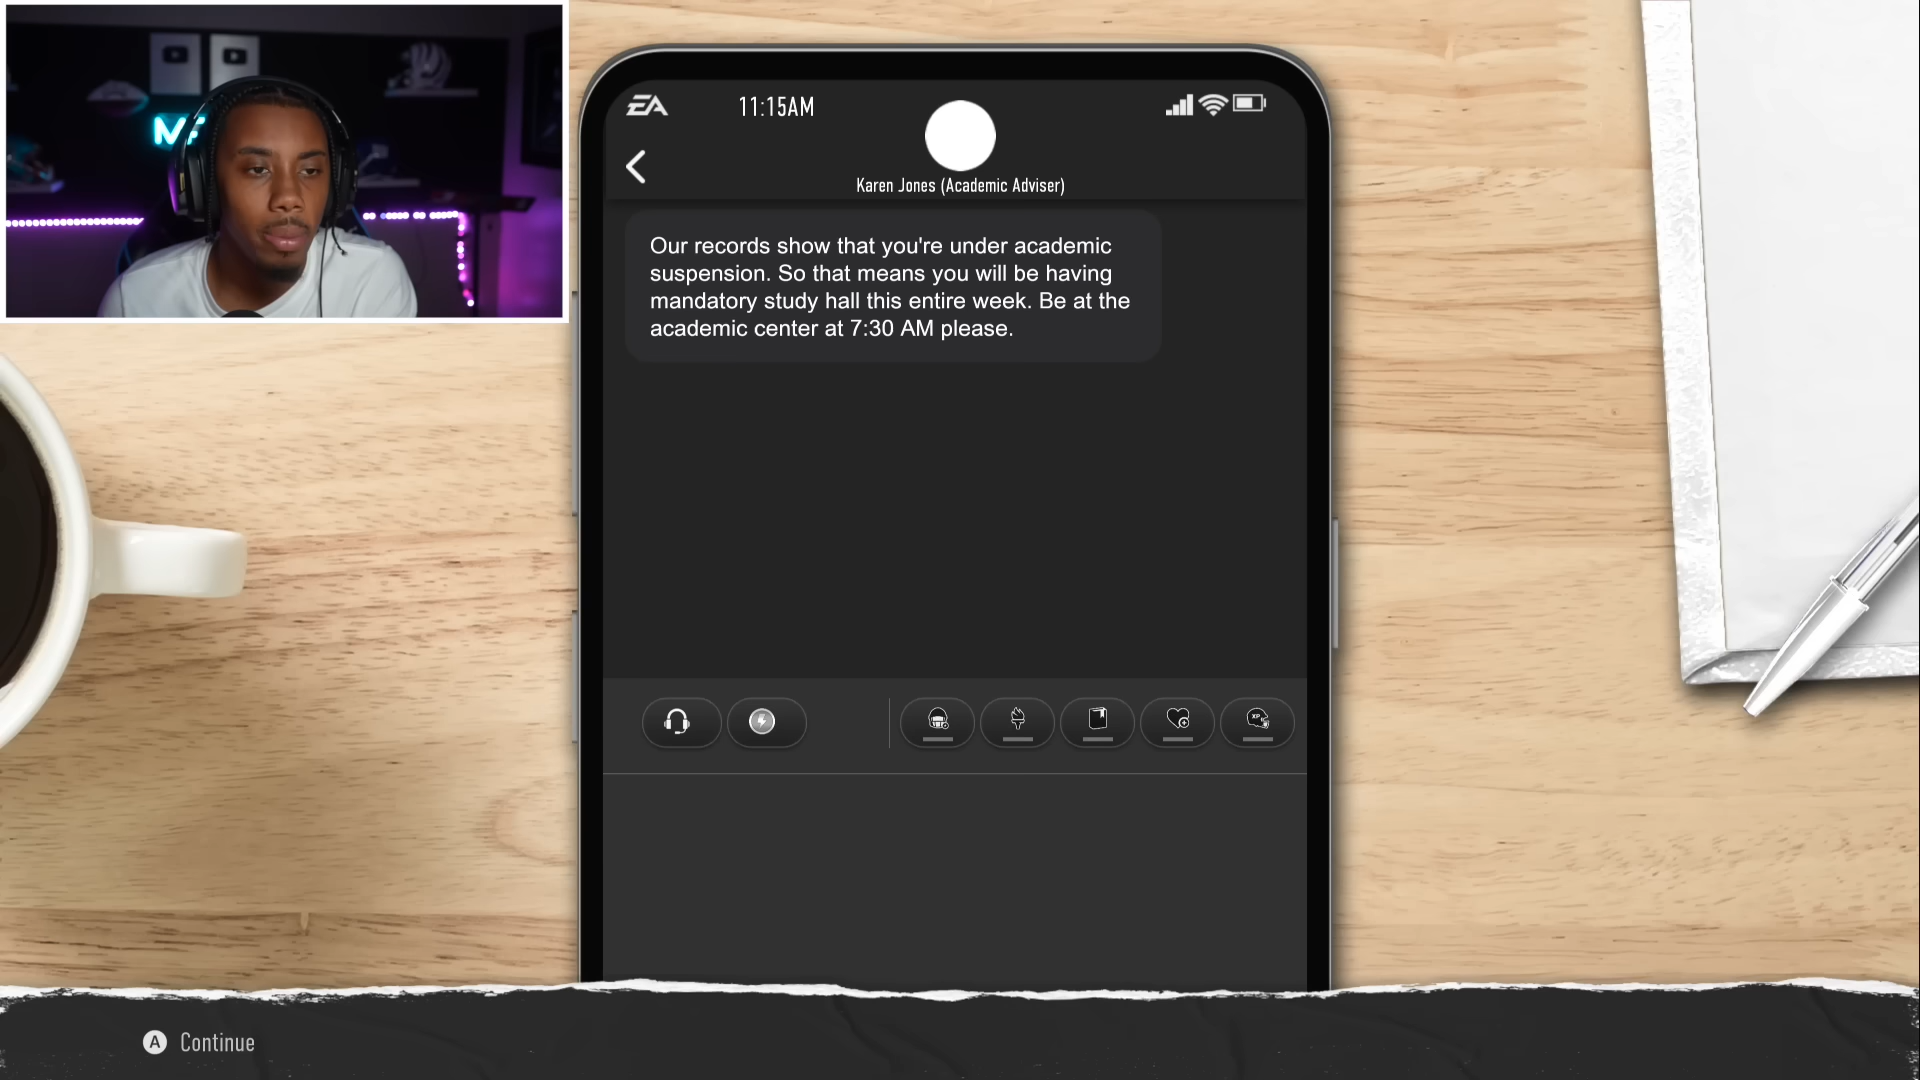 EA
11:15AM
Karen Jones (Academic Adviser)
Our records show that you're under academic
suspension. So that means you will be having
mandatory study hall this entire week. Be at the
academic center at 7:30 AM please.
XP
A Continue